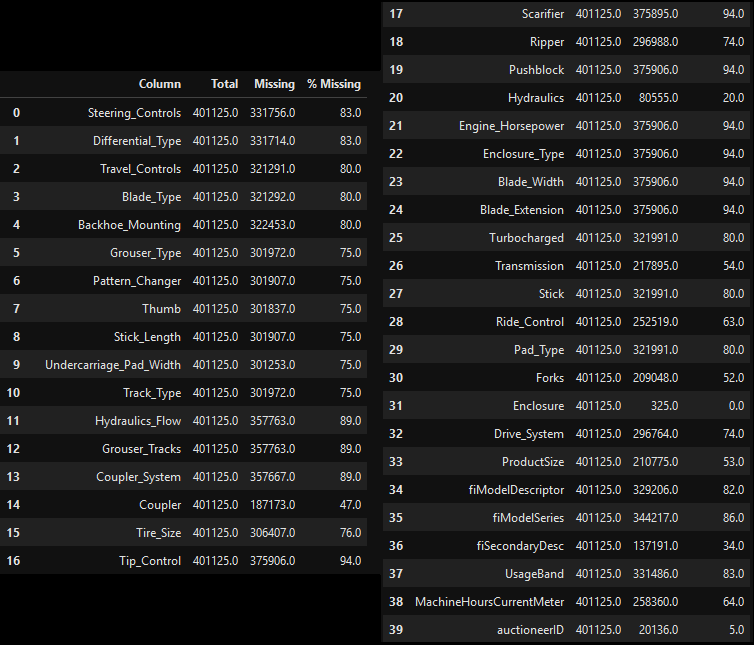 Column Total Missing % Missing
0 Steering_Controls 401125.0 331756.0 83.0
1 Differential_Type 401125.0 331714.0 83.0
2 Travel_Controls 401125.0 321291.0 80.0
3 Blade_Type 401125.0 321292.0 80.0
4 Backhoe_Mounting 401125.0 322453.0 80.0
5 Grouser_Type 401125.0 301972.0 75.0
6 Pattern_Changer 401125.0 301907.0 75.0
7 Thumb 401125.0 301837.0 75.0
8 Stick_Length 401125.0 301907.0 75.0
9 Undercarriage_Pad_Width 401125.0 301253.0 75.0
10 Track_Type 401125.0 301972.0 75.0
11 Hydraulics_Flow 401125.0 357763.0 89.0
12 Grouser_Tracks 401125.0 357763.0 89.0
13 Coupler_System 401125.0 357667.0 89.0
14 Coupler 401125.0 187173.0 47.0
15 Tire_Size 401125.0 306407.0 76.0
16 Tip_Control 401125.0 375906.0 94.0
17 Scarifier 401125.0 375895.0 94.0
18 Ripper 401125.0 296988.0 74.0
19 Pushblock 401125.0 375906.0 94.0
20 Hydraulics 401125.0 80555.0 20.0
21 Engine_Horsepower 401125.0 375906.0 94.0
22 Enclosure_Type 401125.0 375906.0 94.0
23 Blade_Width 401125.0 375906.0 94.0
24 Blade_Extension 401125.0 375906.0 94.0
25 Turbocharged 401125.0 321991.0 80.0
26 Transmission 401125.0 217895.0 54.0
27 Stick 401125.0 321991.0 80.0
28 Ride_Control 401125.0 252519.0 63.0
29 Pad_Type 401125.0 321991.0 80.0
30 Forks 401125.0 209048.0 52.0
31 Enclosure 401125.0 325.0 0.0
32 Drive_System 401125.0 296764.0 74.0
33 ProductSize 401125.0 210775.0 53.0
34 fiModelDescriptor 401125.0 329206.0 82.0
35 fiModelSeries 401125.0 344217.0 86.0
36 fiSecondaryDesc 401125.0 137191.0 34.0
37 UsageBand 401125.0 331486.0 83.0
38 MachineHoursCurrentMeter 401125.0 258360.0 64.0
39 auctioneerID 401125.0 20136.0 5.0